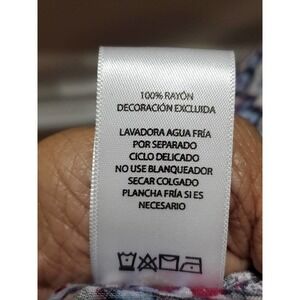 100% RAYÓN
DECORACIÓN EXCLUIDA
LAVADORA AGUA FRÍA
POR SEPARADO
CICLO DELICADO
NO USE BLANQUEADOR
SECAR COLGADO
PLANCHA FRÍA SI ES
NECESARIO